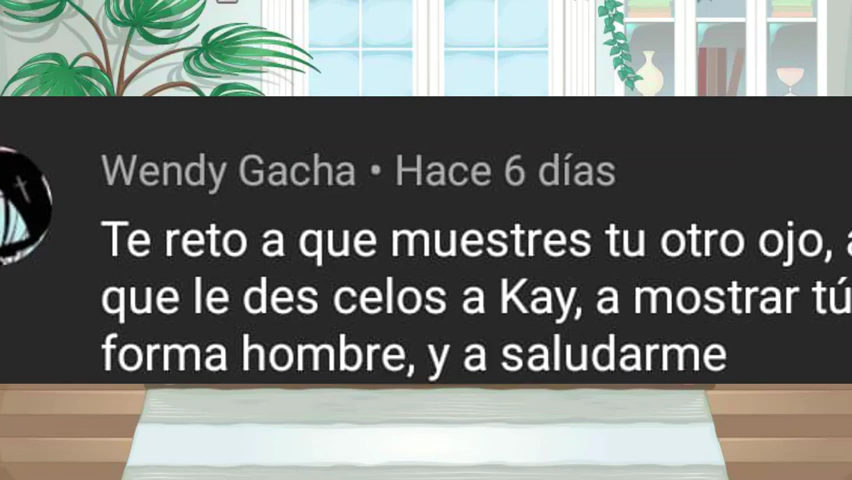 Wendy Gacha • Hace 6 días
Te reto a que muestres tu otro ojo,
que le des celos a Kay, a mostrar tú
forma hombre, y a saludarme